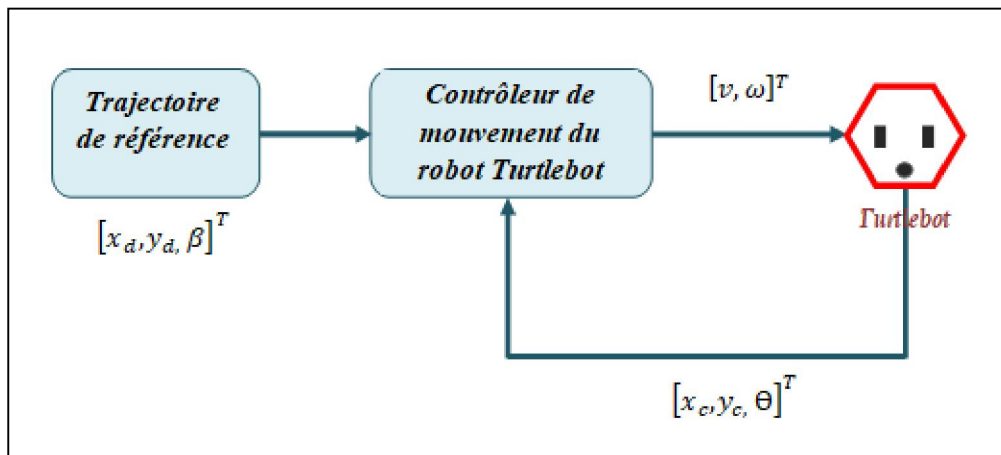 Trajectoire
de référence
[x_d, y_d, β]^T
Contrôleur de
mouvement du
robot Turtlebot
[v, ω]^T
Turtlebot
[x_c, y_c, Θ]^T